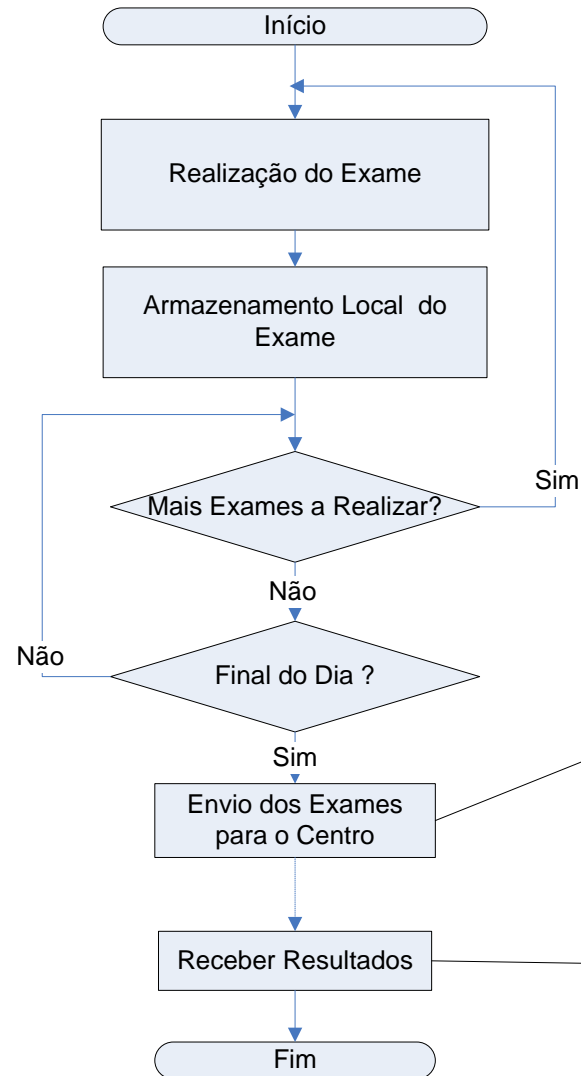 Início
Realização do Exame
Armazenamento Local do
Exame
Mais Exames a Realizar?
Sim
Não
Não
Final do Dia ?
Sim
Envio dos Exames
para o Centro
Receber Resultados
Fim